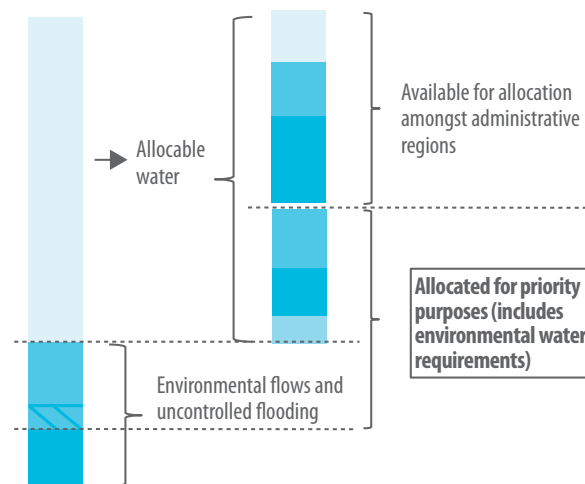 Available for allocation
amongst administrative
regions
Allocable
water
Allocated for priority
purposes (includes
environmental water
requirements)
Environmental flows and
uncontrolled flooding